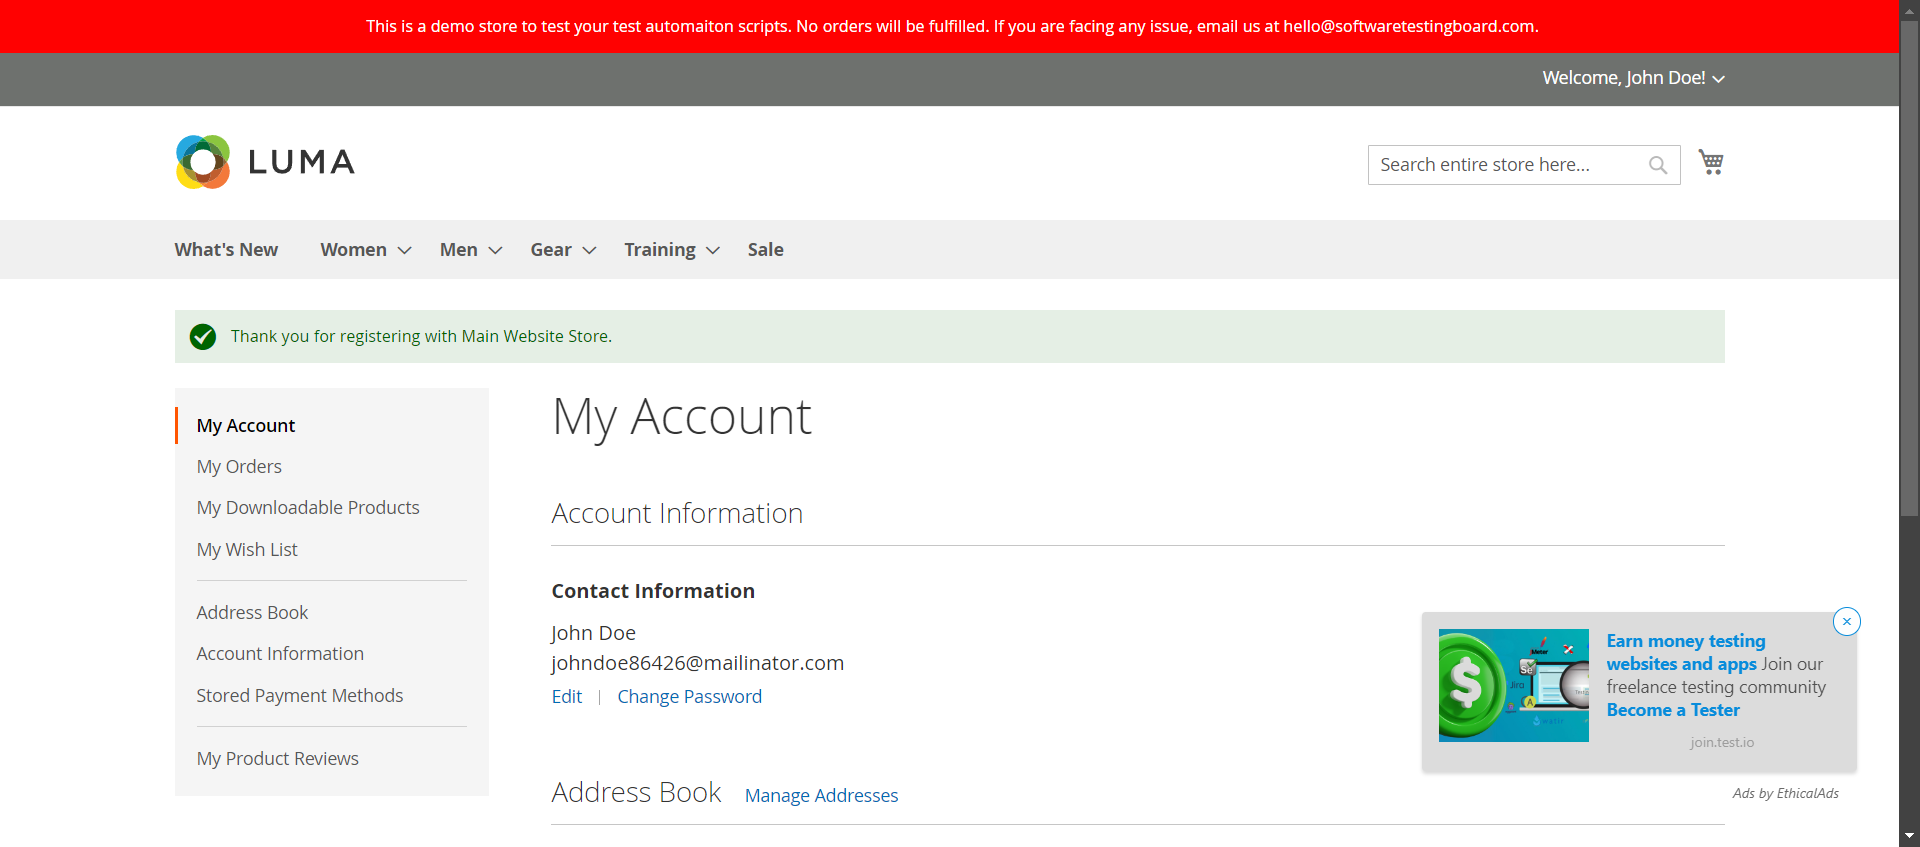 This is a demo store to test your test automaiton scripts. No orders will be fulfilled. If you are facing any issue, email us at hello@softwaretestingboard.com.
Welcome, John Doe!
LUMA
Search entire store here...
What's New Women Men Gear Training Sale
Thank you for registering with Main Website Store.
My Account
My Orders
My Downloadable Products
My Wish List
Address Book
Account Information
Stored Payment Methods
My Product Reviews
My Account
Account Information
Contact Information
John Doe
johndoe86426@mailinator.com
Edit | Change Password
Address Book Manage Addresses
Earn money testing
websites and apps Join our
freelance testing community
Become a Tester
join.test.io
Ads by EthicalAds